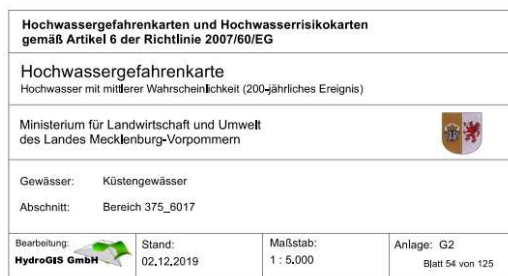 Hochwassergefahrenkarten und Hochwasserrisikokarten
gemäß Artikel 6 der Richtlinie 2007/60/EG
Hochwassergefahrenkarte
Hochwasser mit mittlerer Wahrscheinlichkeit (200-jährliches Ereignis)
Ministerium für Landwirtschaft und Umwelt
des Landes Mecklenburg-Vorpommern
Gewässer: Küstengewässer
Abschnitt: Bereich 375_6017
Bearbeitung: Stand: Maßstab: Anlage: G2
HydroGIS GmbH 02.12.2019 1 : 5.000 Blatt 54 von 125